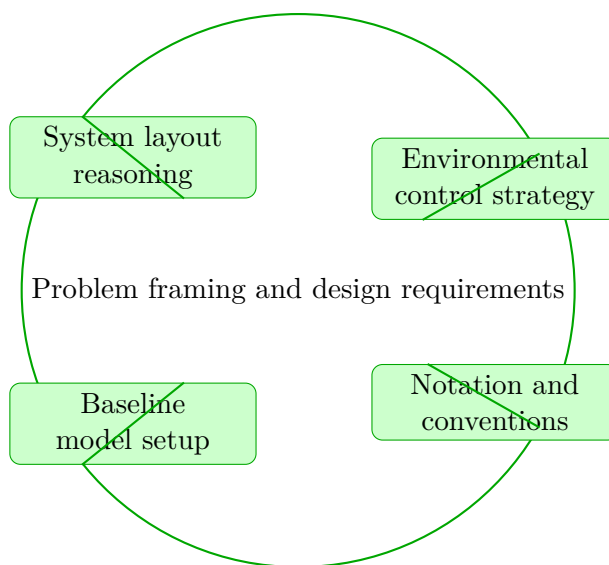 System layout
reasoning
Environmental
control strategy
Problem framing and design requirements
Baseline
model setup
Notation and
conventions